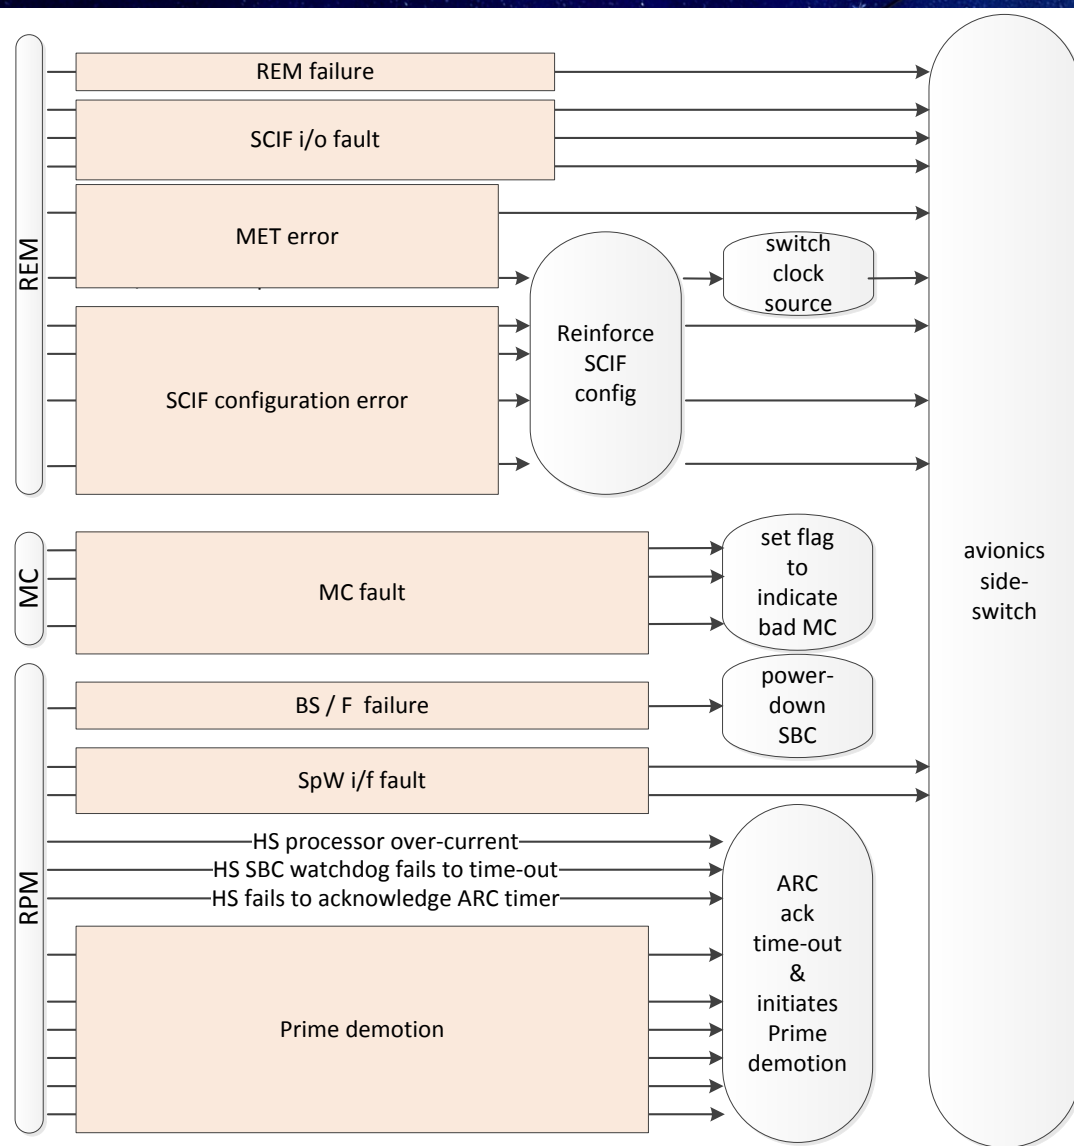 REM
REM failure
SCIF i/o fault
MET error
SCIF configuration error
Reinforce
SCIF
config
switch
clock
source
avionics
side-
switch
MC
MC fault
set flag
to
indicate
bad MC
RPM
BS / F failure
power-
down
SBC
SpW i/f fault
HS processor over-current
HS SBC watchdog fails to time-out
HS fails to acknowledge ARC timer
Prime demotion
ARC
ack
time-out
&
initiates
Prime
demotion